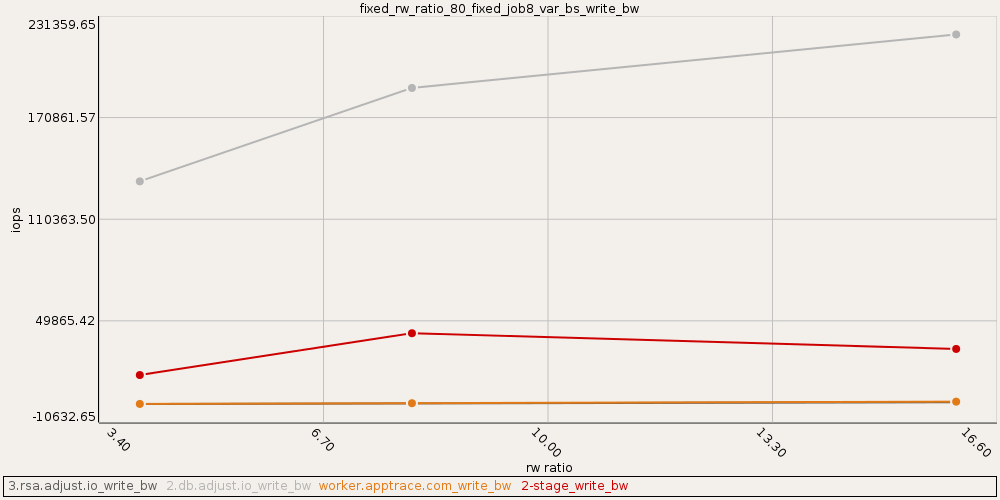 fixed_rw_ratio_80_fixed_job8_var_bs_write_bw
231359.65
170861.57
110363.50
49865.42
-10632.65
iops
3.40 6.70 10.00 13.30 16.60
rw ratio
3.rsa.adjust.io_write_bw 2.db.adjust.io_write_bw worker.apptrace.com_write_bw 2-stage_write_bw